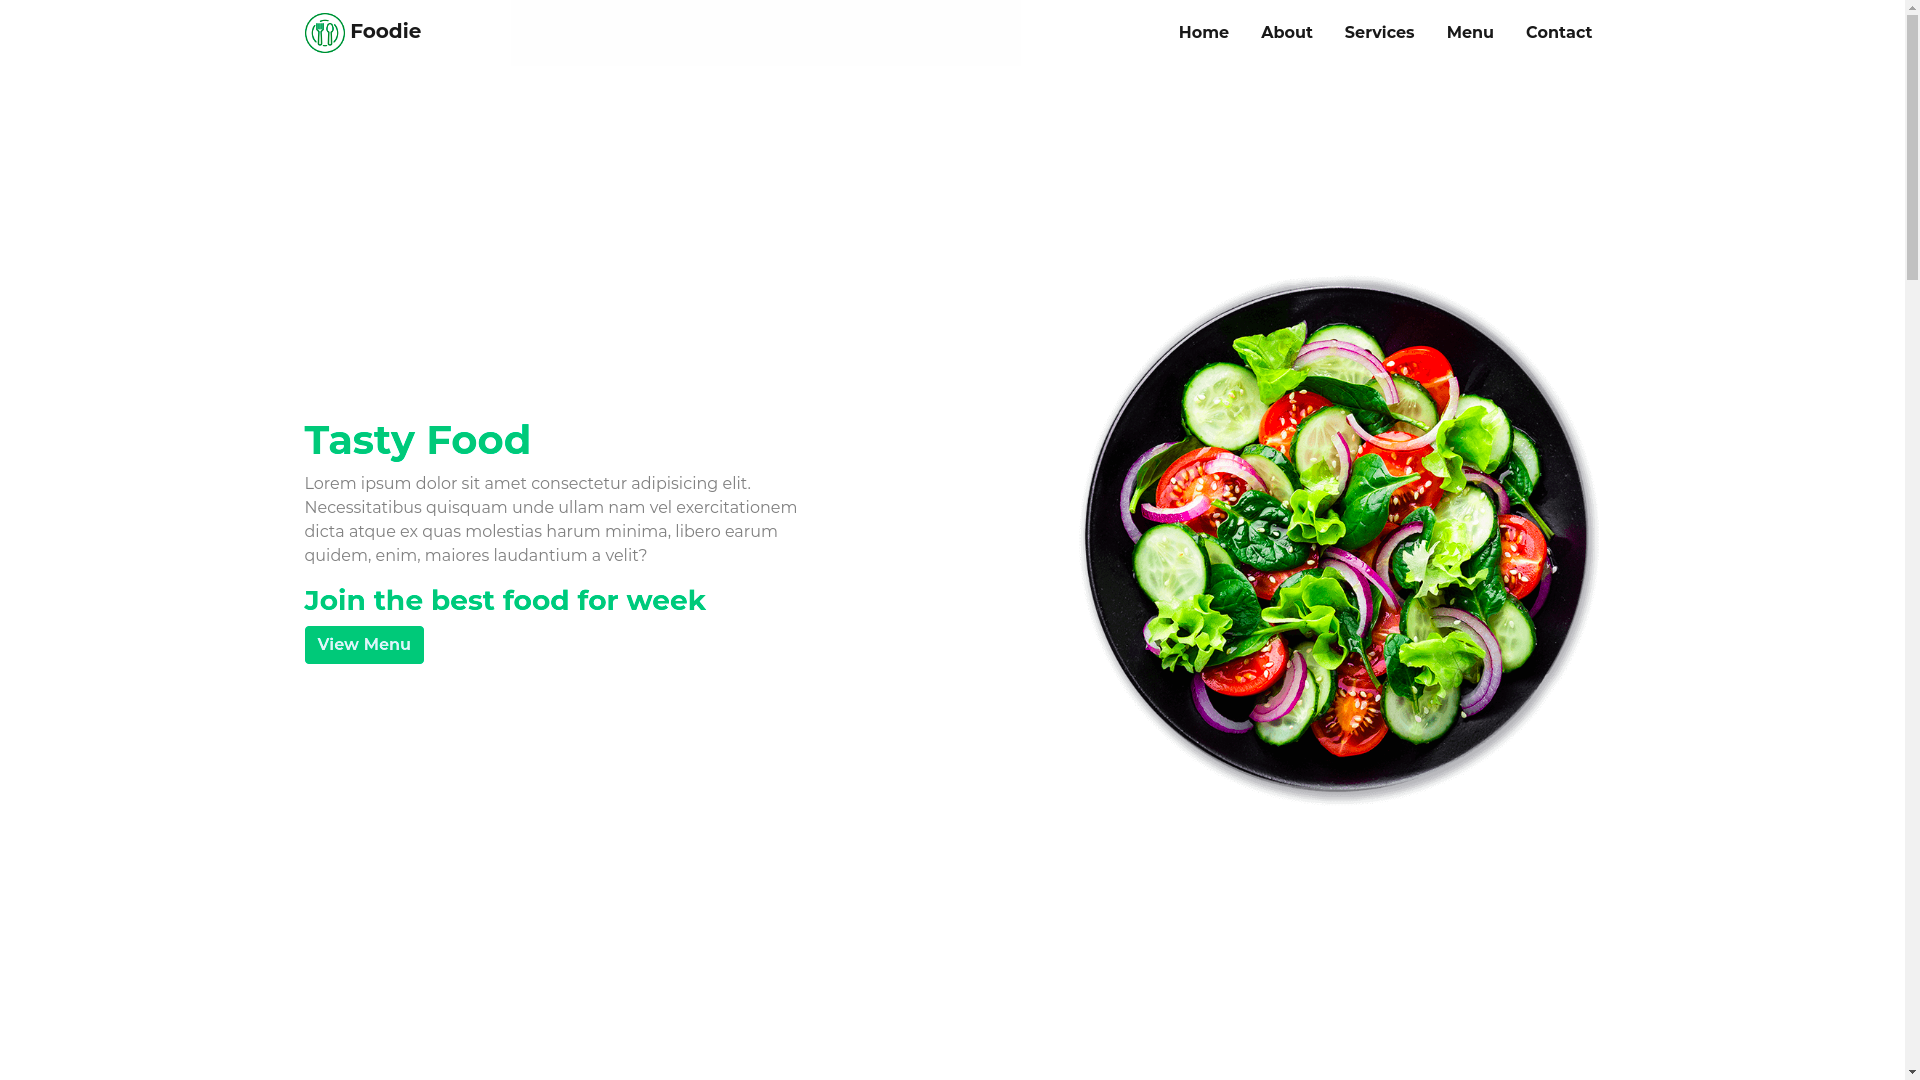 Foodie
Home About Services Menu Contact
Tasty Food
Lorem ipsum dolor sit amet consectetur adipisicing elit.
Necessitatibus quisquam unde ullam nam vel exercitationem
dicta atque ex quas molestias harum minima, libero earum
quidem, enim, maiores laudantium a velit?
Join the best food for week
View Menu